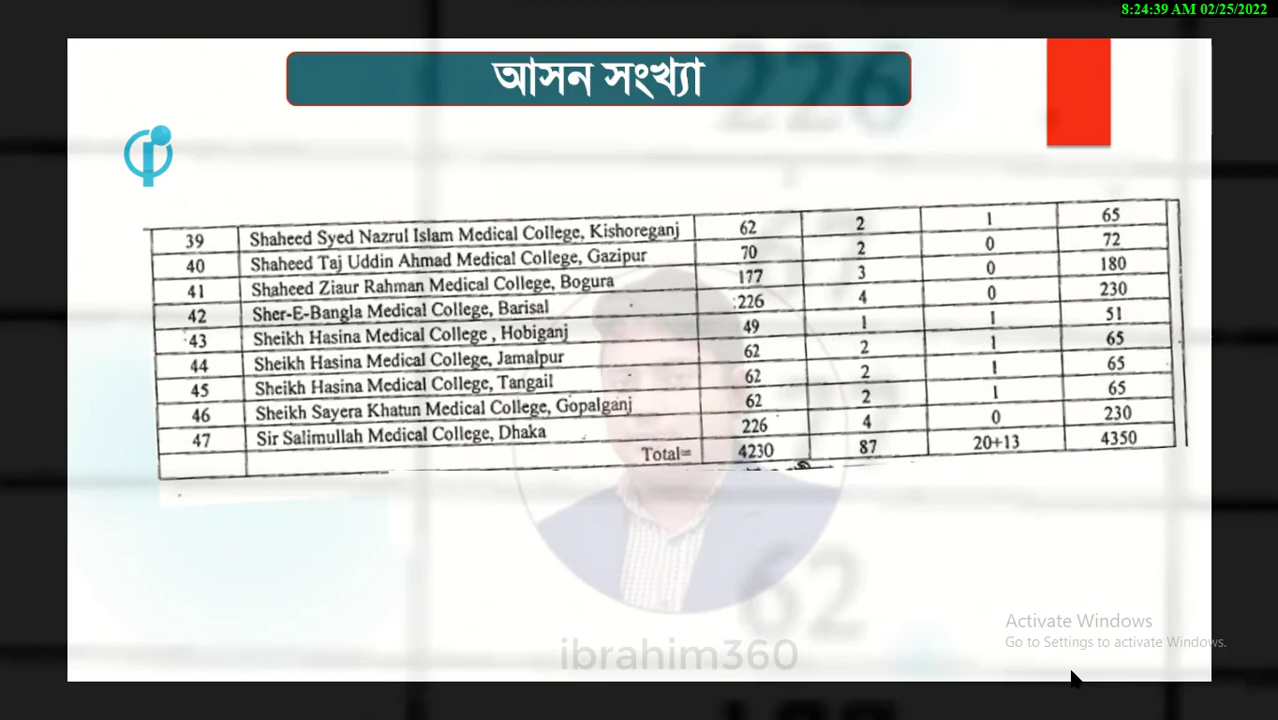 8:24:39 AM 02/25/2022
226
আসন সংখ্যা
39 Shaheed Syed Nazrul Islam Medical College, Kishoreganj 62 2 1 65
40 Shaheed Taj Uddin Ahmad Medical College, Gazipur 70 2 0 72
41 Shaheed Ziaur Rahman Medical College, Bogura 177 3 0 180
42 Sher-E-Bangla Medical College, Barisal 226 4 0 230
43 Sheikh Hasina Medical College , Hobiganj 49 1 1 51
44 Sheikh Hasina Medical College, Jamalpur 62 2 1 65
45 Sheikh Hasina Medical College, Tangail 62 2 1 65
46 Sheikh Sayera Khatun Medical College, Gopalganj 62 2 1 65
47 Sir Salimullah Medical College, Dhaka 226 4 0 230
Total= 4230 87 20+13 4350
62
Activate Windows
Go to Settings to activate Windows.
ibrahim360